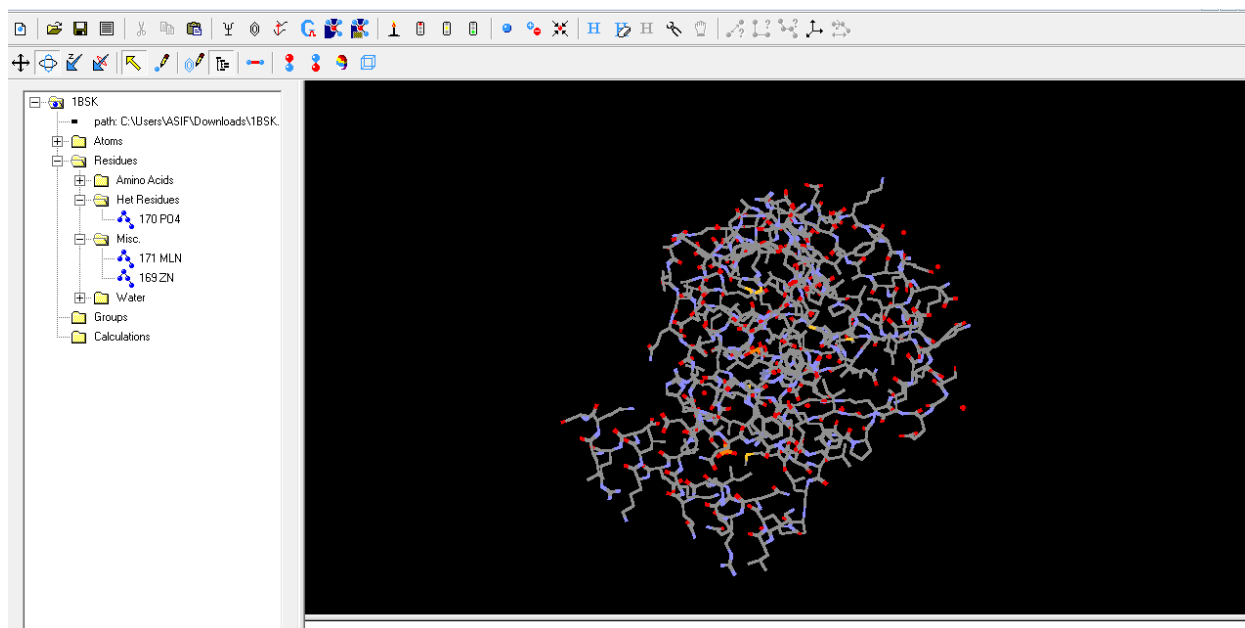 1BSK
path: C:\Users\ASIF\Downloads\1BSK.
Atoms
Residues
Amino Acids
Het Residues
170 PO4
Misc.
171 MLN
169 ZN
Water
Groups
Calculations